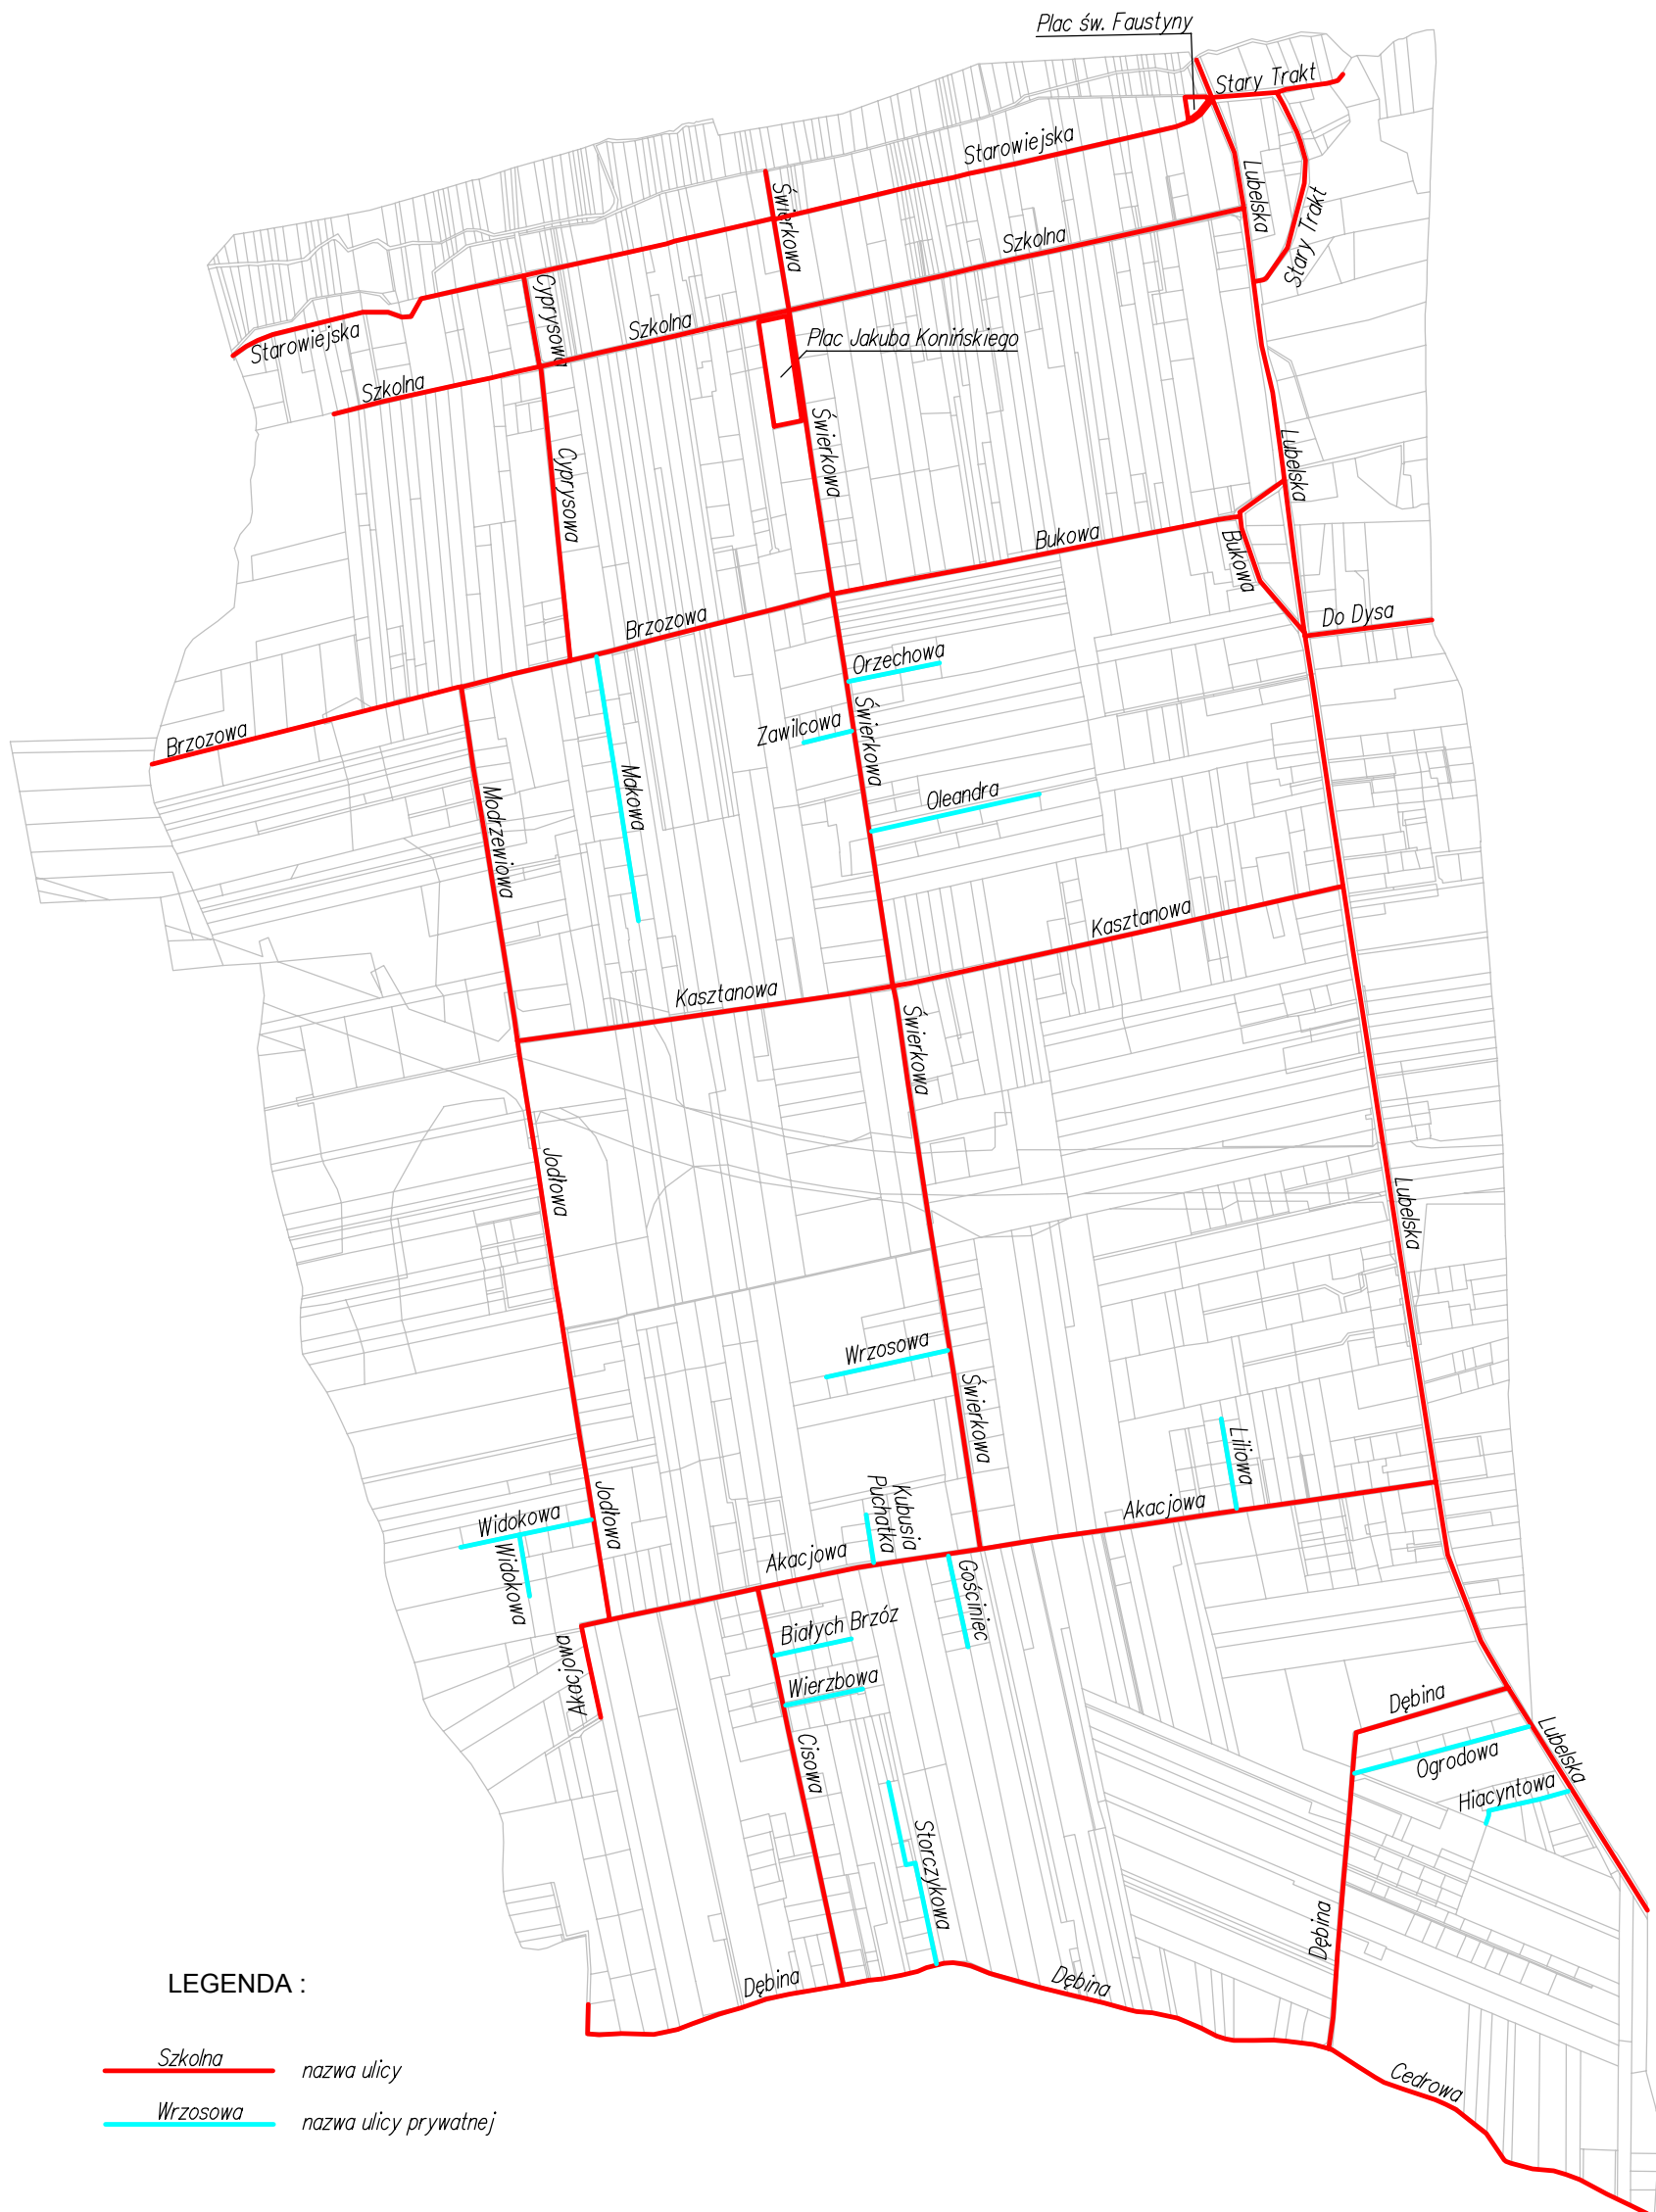 Plac św. Faustyny
Stary Trakt
Starowiejska
Świerkowa
Lubelska
Stary Trakt
Szkolna
Cyprysowa
Starowiejska
Szkolna
Plac Jakuba Konińskiego
Szkolna
Świerkowa
Lubelska
Cyprysowa
Bukowa
Bukowa
Brzozowa
Do Dysa
Orzechowa
Zawilcowa
Świerkowa
Brzozowa
Makowa
Modrzewiowa
Oleandra
Kasztanowa
Kasztanowa
Świerkowa
Jodłowa
Lubelska
Wrzosowa
Świerkowa
Liliowa
Kubusia
Puchatka
Akacjowa
Widokowa
Jodłowa
Widokowa
Akacjowa
Gościniec
Białych Brzóz
Akacjowa
Wierzbowa
Dębina
Lubelska
Cisowa
Ogrodowa
Hiacyntowa
Storczykowa
Dębina
Dębina
Dębina
Cedrowa
LEGENDA :
Szkolna
nazwa ulicy
Wrzosowa
nazwa ulicy prywatnej